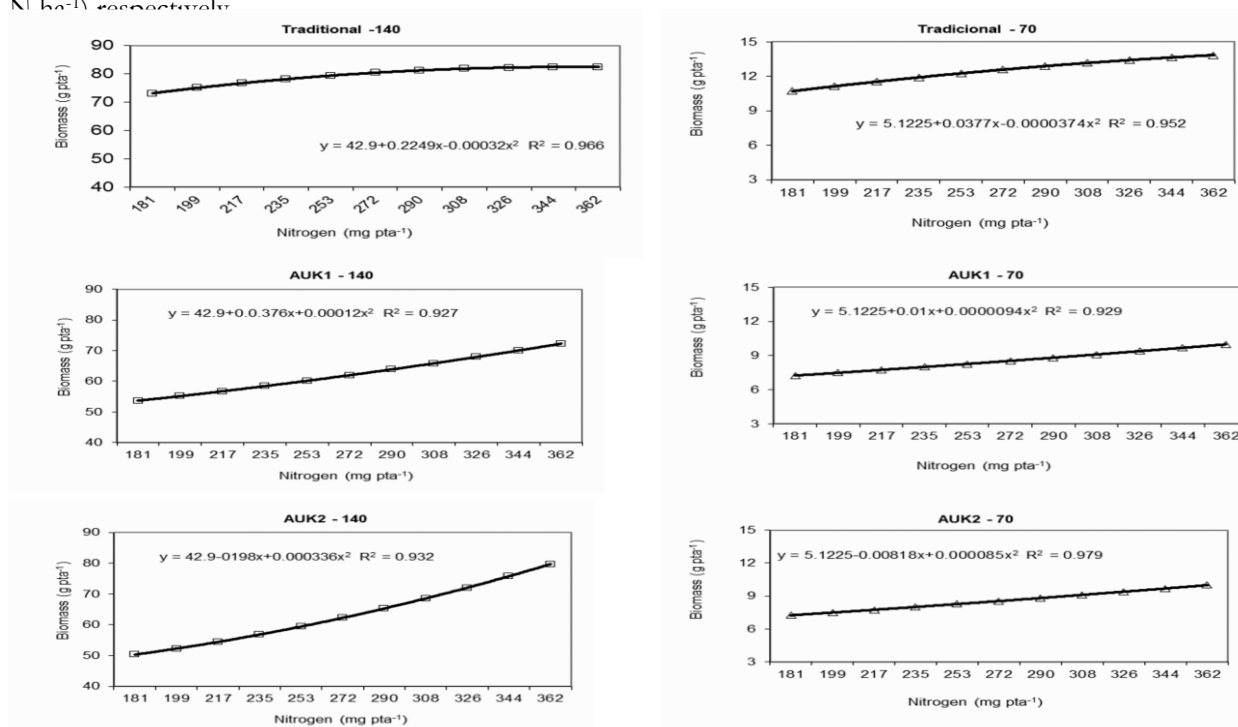 N ha⁻¹) respectively
Traditional -140
Biomass (g pta⁻¹)
90
80
70
60
50
40
y = 42.9+0.2249x-0.00032x² R² = 0.966
181 199 217 235 253 272 290 308 326 344 362
Nitrogen (mg pta⁻¹)
Tradicional - 70
Biomass (g pta⁻¹)
15
12
9
6
3
y = 5.1225+0.0377x-0.0000374x² R² = 0.952
181 199 217 235 253 272 290 308 326 344 362
Nitrogen (mg pta⁻¹)
AUK1 - 140
Biomass (g pta⁻¹)
90
80
70
60
50
40
y = 42.9+0.0.376x+0.00012x² R² = 0.927
181 199 217 235 253 272 290 308 326 344 362
Nitrogen (mg pta⁻¹)
AUK1 - 70
Biomass (g pta⁻¹)
15
12
9
6
3
y = 5.1225+0.01x+0.0000094x² R² = 0.929
181 199 217 235 253 272 290 308 326 344 362
Nitrogen (mg pta⁻¹)
AUK2 - 140
Biomass (g pta⁻¹)
90
80
70
60
50
40
y = 42.9-0198x+0.000336x² R² = 0.932
181 199 217 235 253 272 290 308 326 344 362
Nitrogen (mg pta⁻¹)
AUK2 - 70
Biomass (g pta⁻¹)
15
12
9
6
3
y = 5.1225-0.00818x+0.000085x² R² = 0.979
181 199 217 235 253 272 290 308 326 344 362
Nitrogen (mg pta⁻¹)